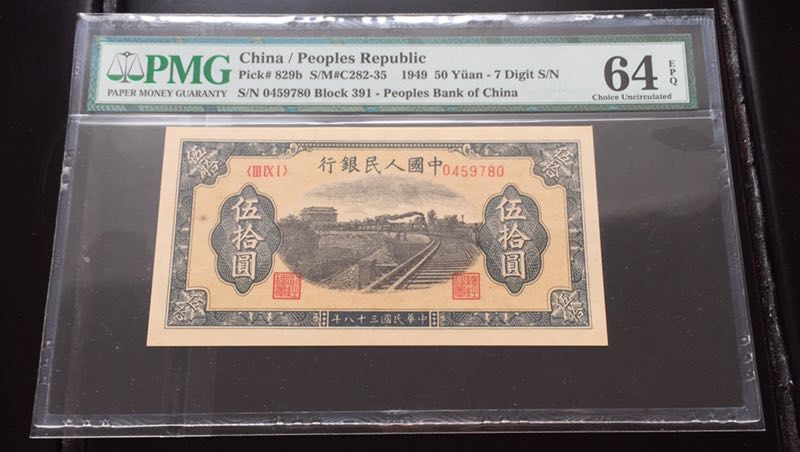 PMG
PAPER MONEY GUARANTY
China / Peoples Republic
Pick# 829b S/M#C282-35 1949 50 Yüan - 7 Digit S/N
S/N 0459780 Block 391 - Peoples Bank of China
64 EPQ
Choice Uncirculated
行銀民人國中
〈ⅢⅨⅠ〉 0459780
伍拾圓
伍拾圓
年八十三國民華中